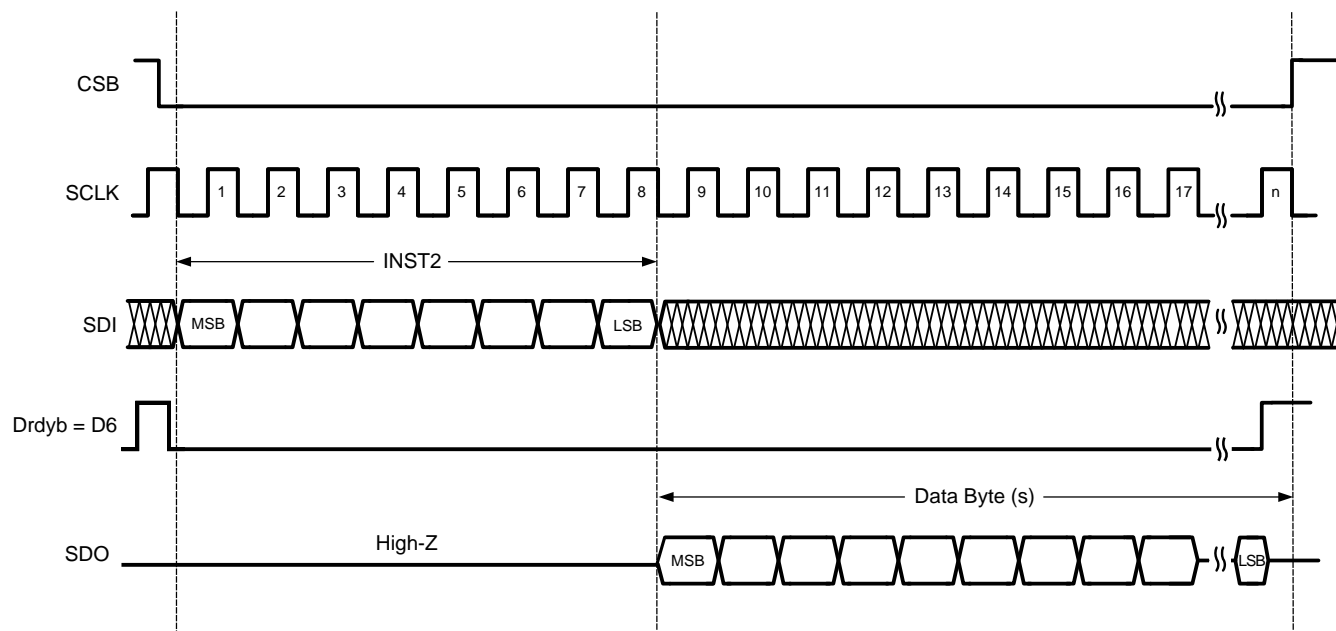 CSB
SCLK
1 2 3 4 5 6 7 8 9 10 11 12 13 14 15 16 17 n
INST2
SDI
MSB LSB
Drdyb = D6
Data Byte (s)
High-Z
SDO
MSB LSB